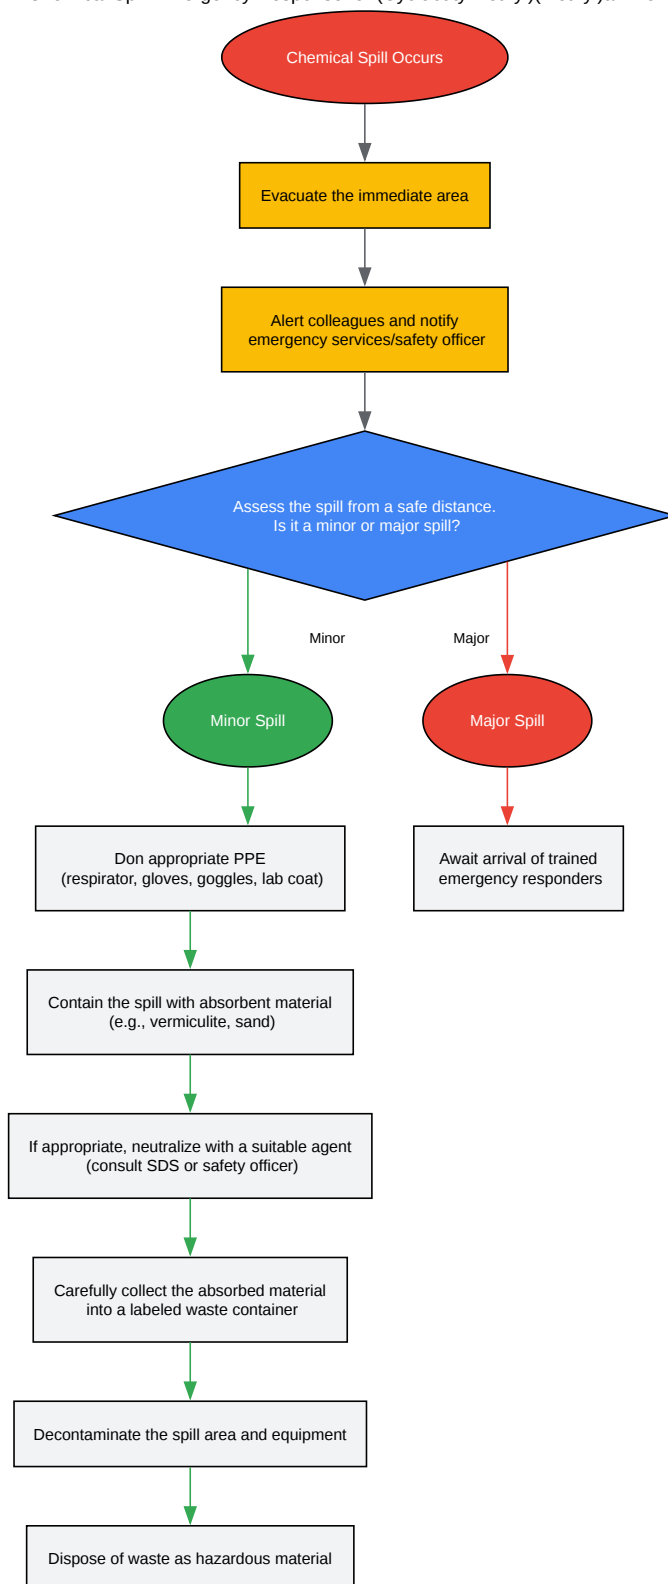 Chemical Spill Occurs
Evacuate the immediate area
Alert colleagues and notify
emergency services/safety officer
Assess the spill from a safe distance.
Is it a minor or major spill?
Minor
Major
Minor Spill
Major Spill
Don appropriate PPE
(respirator, gloves, goggles, lab coat)
Await arrival of trained
emergency responders
Contain the spill with absorbent material
(e.g., vermiculite, sand)
If appropriate, neutralize with a suitable agent
(consult SDS or safety officer)
Carefully collect the absorbed material
into a labeled waste container
Decontaminate the spill area and equipment
Dispose of waste as hazardous material